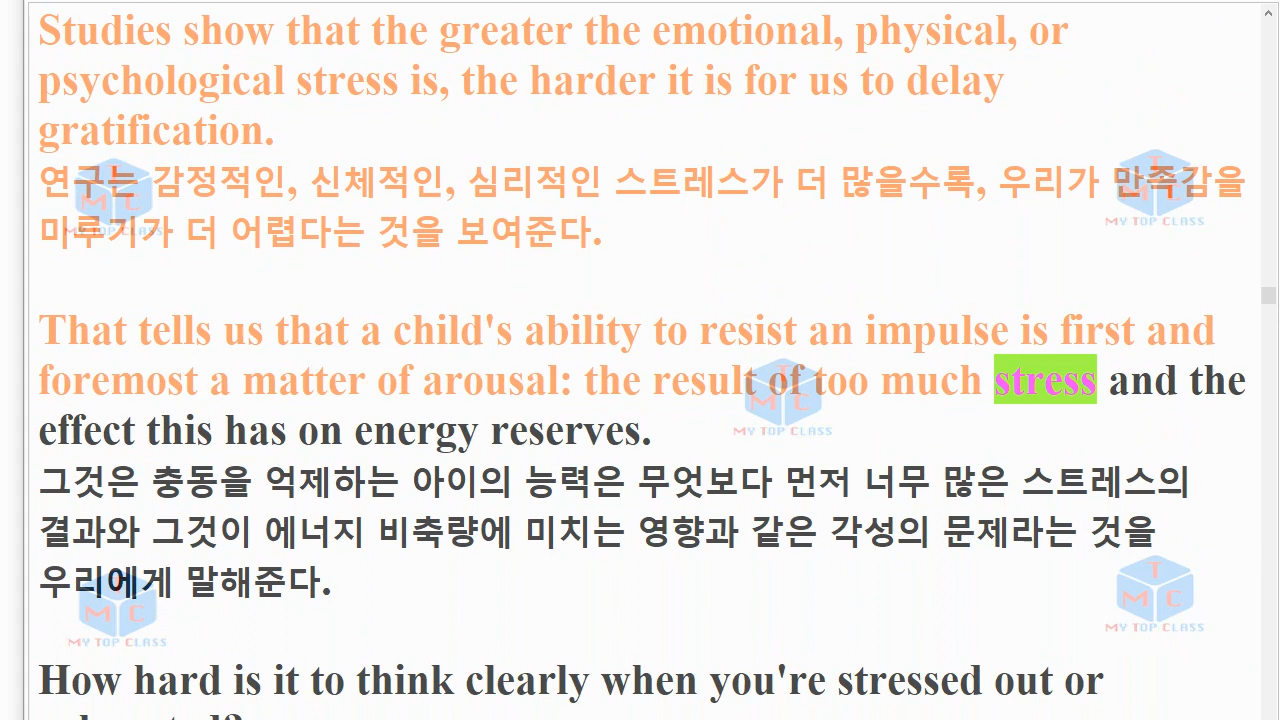 Studies show that the greater the emotional, physical, or
psychological stress is, the harder it is for us to delay
gratification.
연구는 감정적인, 신체적인, 심리적인 스트레스가 더 많을수록, 우리가 만족감을
미루기가 더 어렵다는 것을 보여준다.
That tells us that a child's ability to resist an impulse is first and
foremost a matter of arousal: the result of too much stress and the
effect this has on energy reserves.
그것은 충동을 억제하는 아이의 능력은 무엇보다 먼저 너무 많은 스트레스의
결과와 그것이 에너지 비축량에 미치는 영향과 같은 각성의 문제라는 것을
우리에게 말해준다.
How hard is it to think clearly when you're stressed out or
T
M C
MY TOP CLASS
T
M C
MY TOP CLASS
T
M C
MY TOP CLASS
T
M C
MY TOP CLASS
T
M C
MY TOP CLASS